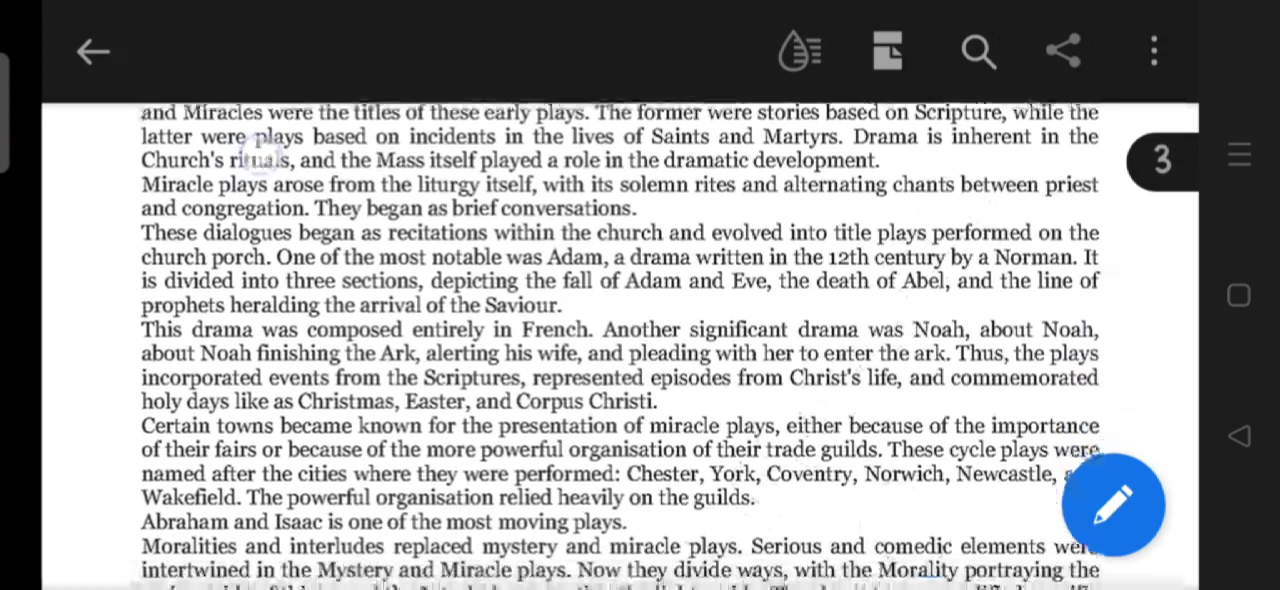 and Miracles were the titles of these early plays. The former were stories based on Scripture, while the
3
latter were plays based on incidents in the lives of Saints and Martyrs. Drama is inherent in the
Church's rituals, and the Mass itself played a role in the dramatic development.
Miracle plays arose from the liturgy itself, with its solemn rites and alternating chants between priest
and congregation. They began as brief conversations.
These dialogues began as recitations within the church and evolved into title plays performed on the
church porch. One of the most notable was Adam, a drama written in the 12th century by a Norman. It
is divided into three sections, depicting the fall of Adam and Eve, the death of Abel, and the line of
prophets heralding the arrival of the Saviour.
This drama was composed entirely in French. Another significant drama was Noah, about Noah,
about Noah finishing the Ark, alerting his wife, and pleading with her to enter the ark. Thus, the plays
incorporated events from the Scriptures, represented episodes from Christ's life, and commemorated
holy days like as Christmas, Easter, and Corpus Christi.
Certain towns became known for the presentation of miracle plays, either because of the importance
of their fairs or because of the more powerful organisation of their trade guilds. These cycle plays were
named after the cities where they were performed: Chester, York, Coventry, Norwich, Newcastle,
Wakefield. The powerful organisation relied heavily on the guilds.
Abraham and Isaac is one of the most moving plays.
Moralities and interludes replaced mystery and miracle plays. Serious and comedic elements were
intertwined in the Mystery and Miracle plays. Now they divide ways, with the Morality portraying the